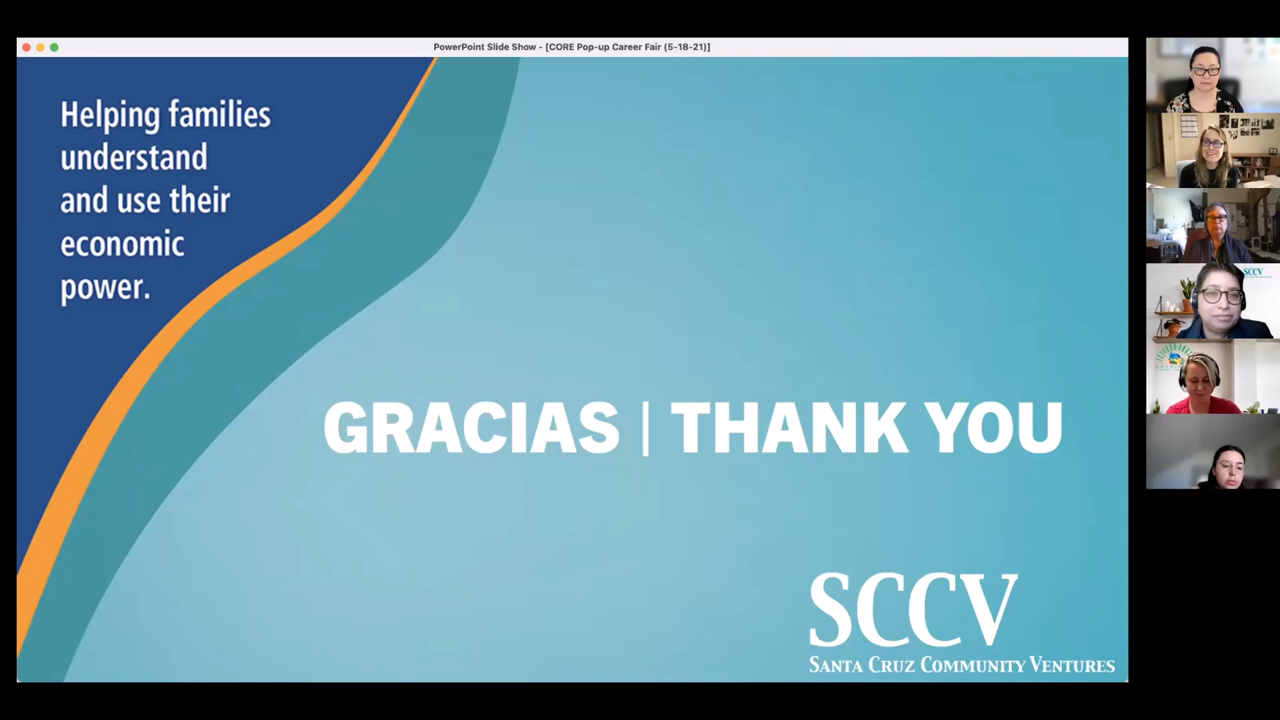 PowerPoint Slide Show - [CORE Pop-up Career Fair (5-18-21)]
Helping families
understand
and use their
economic
power.
GRACIAS | THANK YOU
SCCV
SANTA CRUZ COMMUNITY VENTURES
SCCV